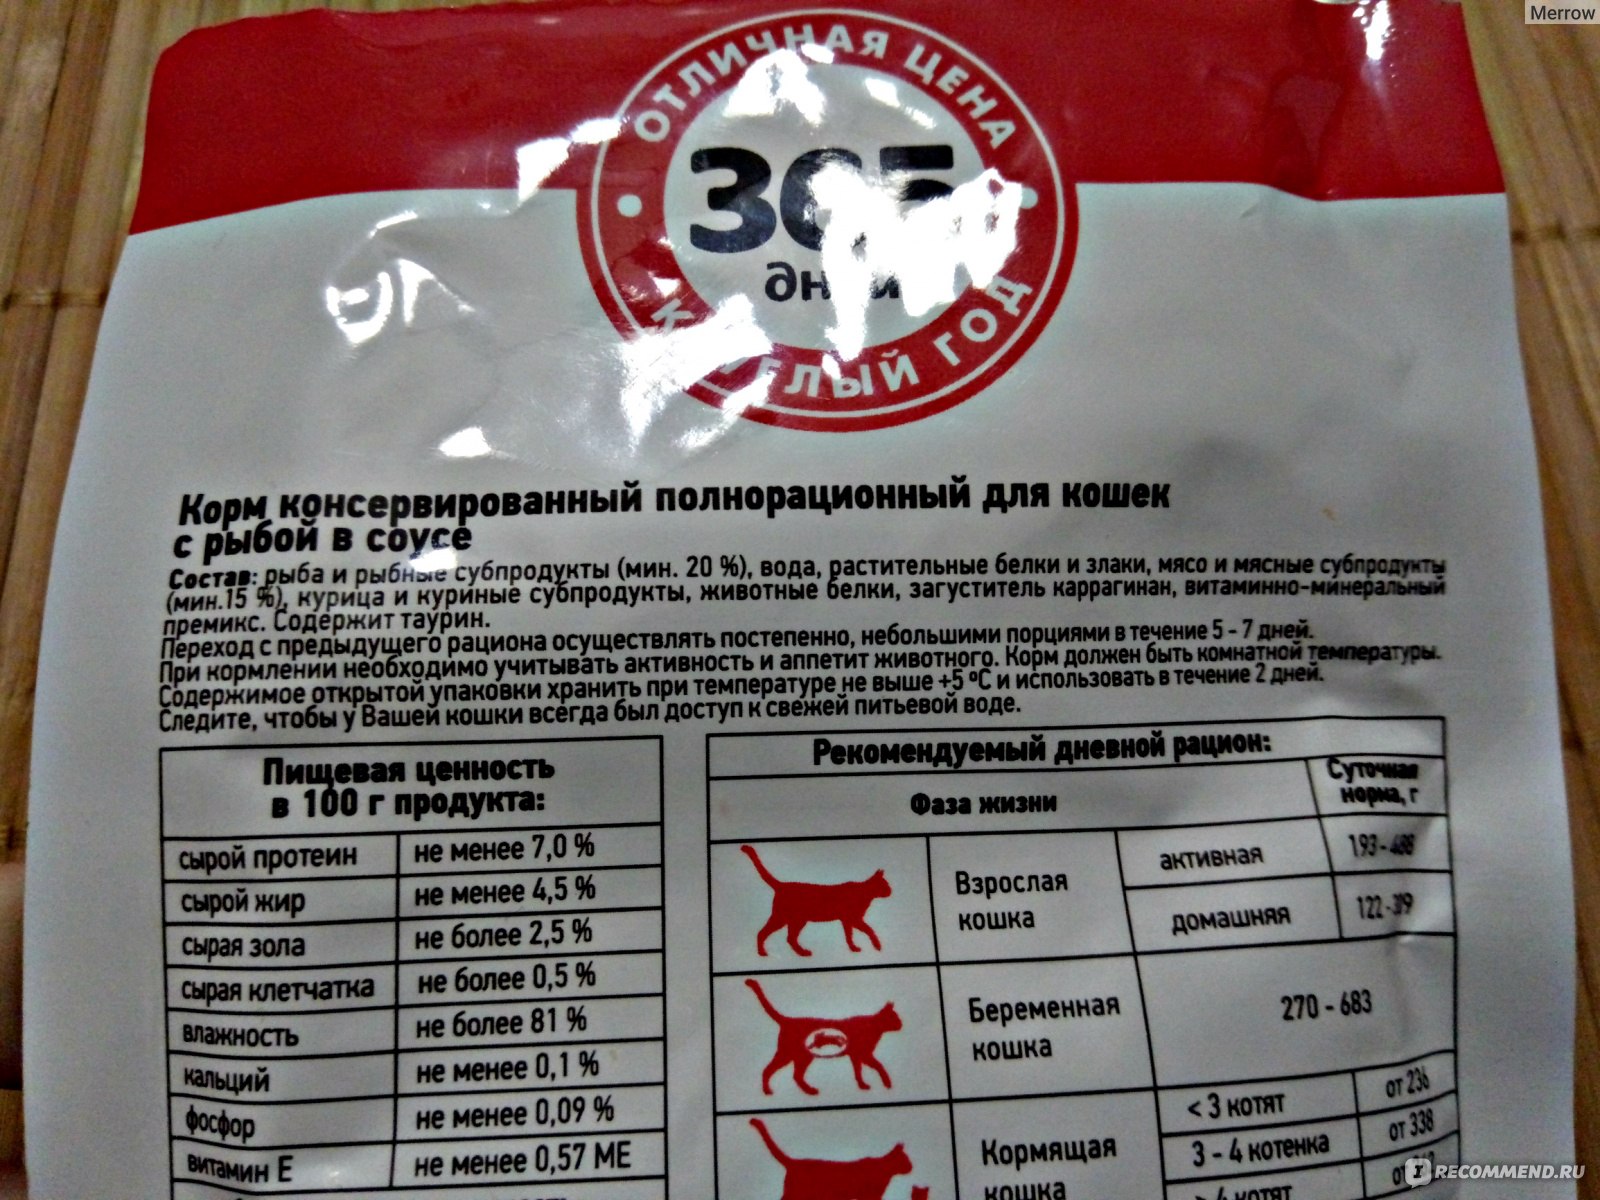 Merrow
ОТЛИЧНАЯ ЦЕНА
365
дней
КРУГЛЫЙ ГОД
Корм консервированный полнорационный для кошек
с рыбой в соусе
Состав: рыба и рыбные субпродукты (мин. 20 %), вода, растительные белки и злаки, мясо и мясные субпродукты
(мин.15 %), курица и куриные субпродукты, животные белки, загуститель каррагинан, витаминно-минеральный
премикс. Содержит таурин.
Переход с предыдущего рациона осуществлять постепенно, небольшими порциями в течение 5 - 7 дней.
При кормлении необходимо учитывать активность и аппетит животного. Корм должен быть комнатной температуры.
Содержимое открытой упаковки хранить при температуре не выше +5 °С и использовать в течение 2 дней.
Следите, чтобы у Вашей кошки всегда был доступ к свежей питьевой воде.
Пищевая ценность
в 100 г продукта:
сырой протеин не менее 7,0 %
сырой жир не менее 4,5 %
сырая зола не более 2,5 %
сырая клетчатка не более 0,5 %
влажность не более 81 %
кальций не менее 0,1 %
фосфор не менее 0,09 %
витамин Е не менее 0,57 МЕ
Рекомендуемый дневной рацион:
Фаза жизни
Суточная
норма, г
Взрослая
кошка
активная
домашняя
Беременная
кошка
270 - 683
Кормящая
кошка
< 3 котят от 236
3 - 4 котенка от 338
> 4 котят
RECOMMEND.RU